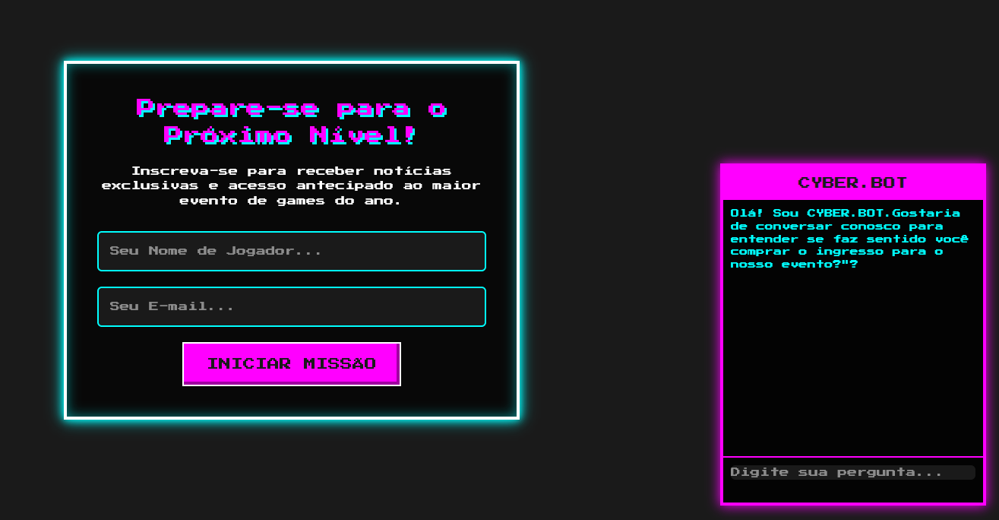 Prepare-se para o
Próximo Nível!
Inscreva-se para receber notícias
exclusivas e acesso antecipado ao maior
evento de games do ano.
Seu Nome de Jogador...
Seu E-mail...
INICIAR MISSÃO
CYBER.BOT
Olá! Sou CYBER.BOT.Gostaria
de conversar conosco para
entender se faz sentido você
comprar o ingresso para o
nosso evento?"?
Digite sua pergunta...